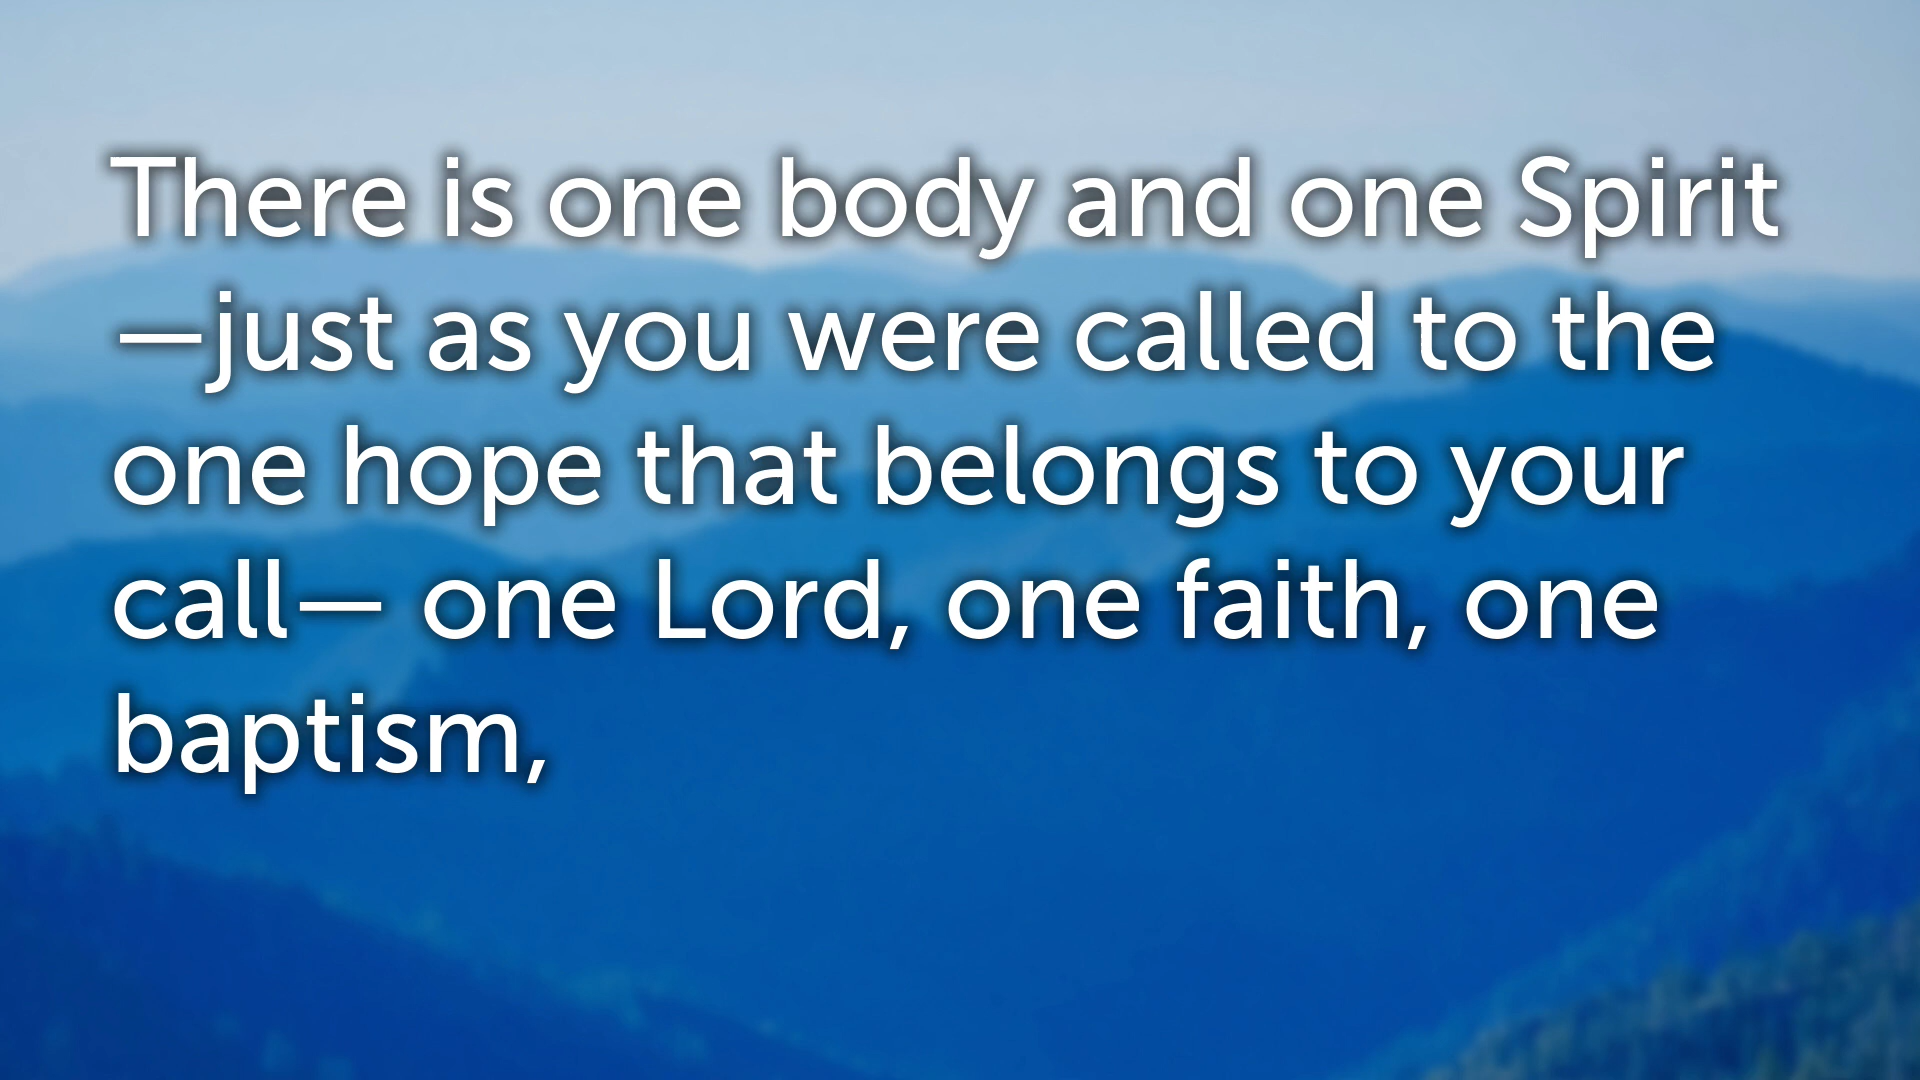 There is one body and one Spirit
—just as you were called to the
one hope that belongs to your
call— one Lord, one faith, one
baptism,